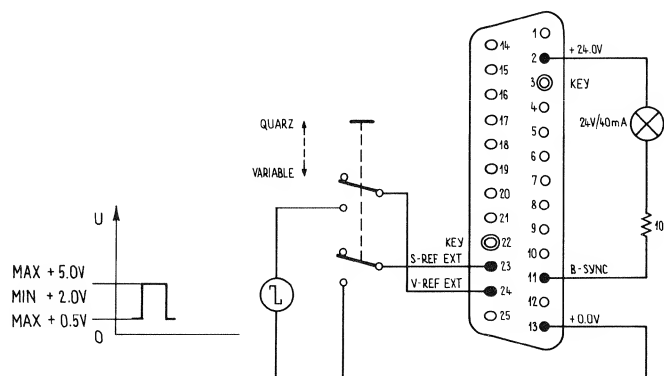 1
14
2
+ 24.0V
15
3
KEY
16
4
QUARZ
17
5
24V/40mA
18
6
VARIABLE
19
7
20
8
21
9
10
U
KEY
22
10
MAX + 5.0V
S-REF EXT
23
11
B-SYNC
MIN + 2.0V
V-REF EXT
24
12
MAX + 0.5V
25
13
+ 0.0V
0